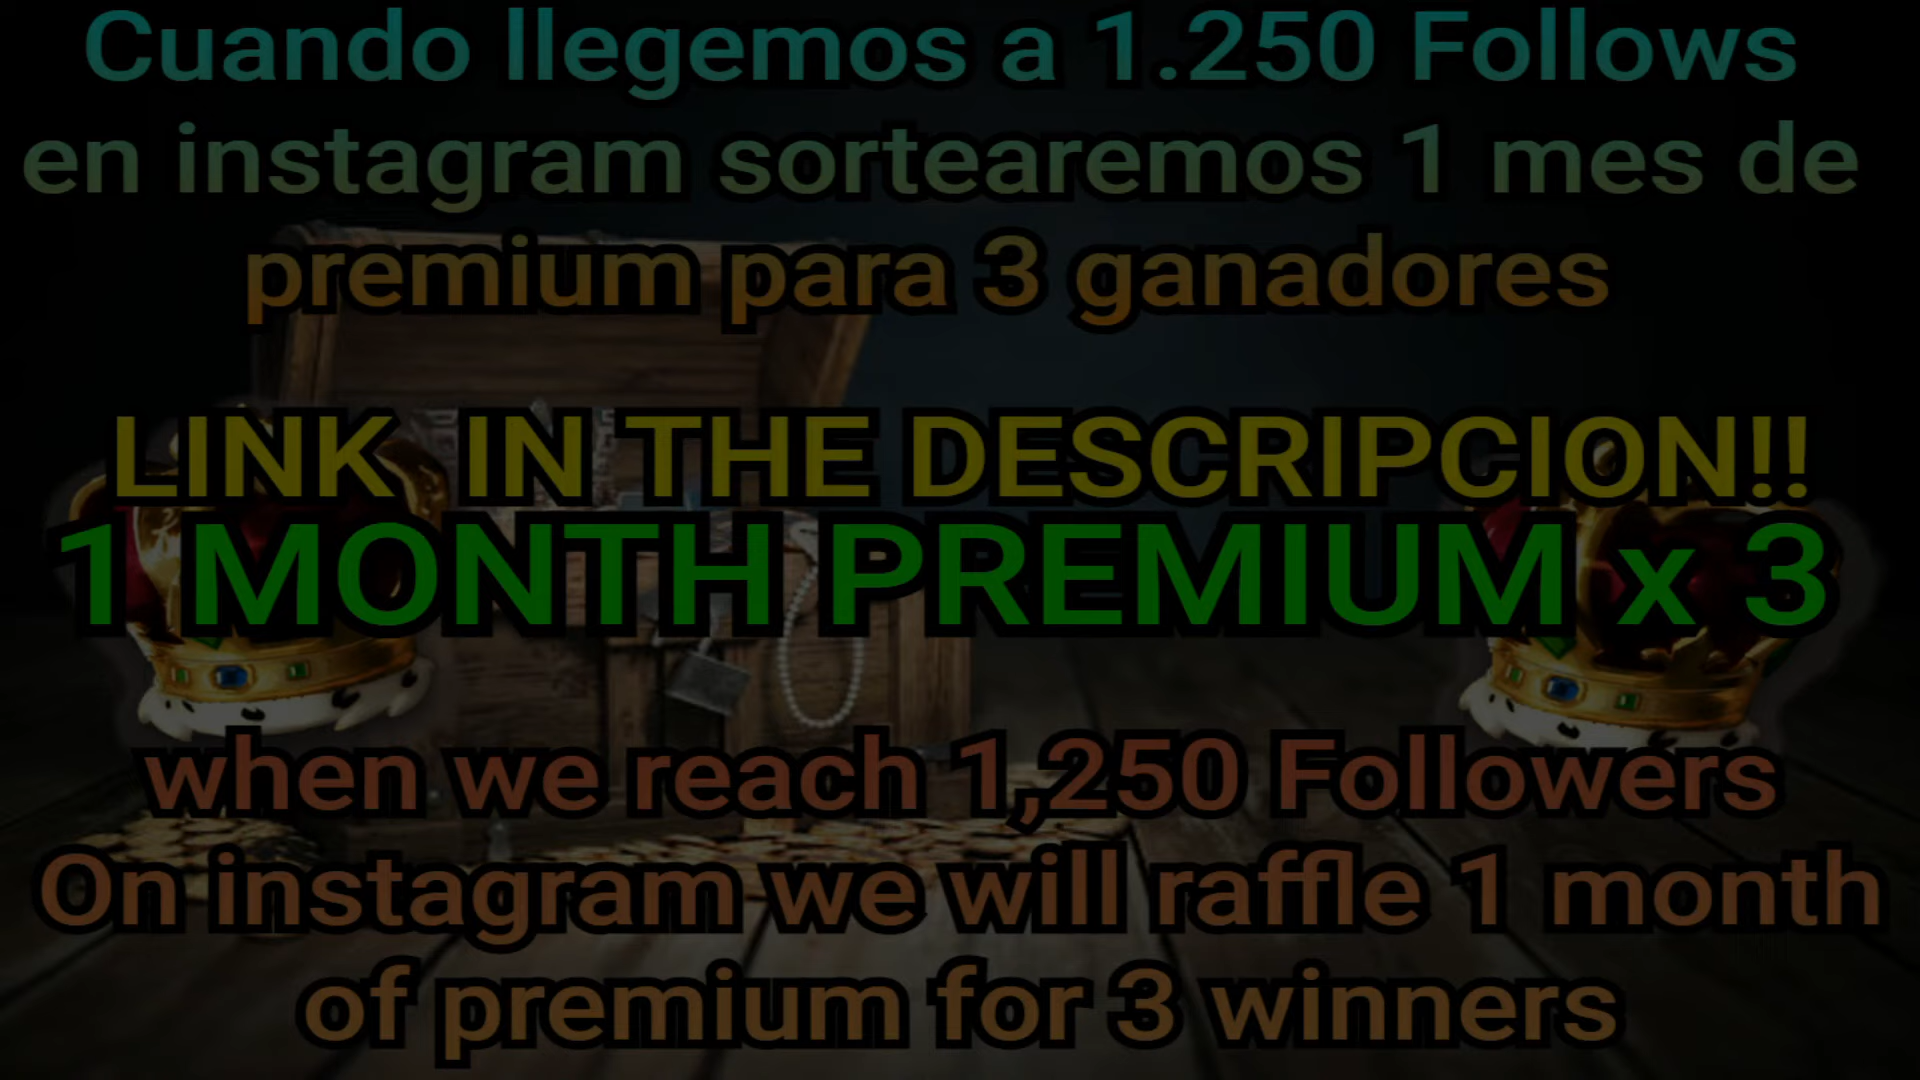 Cuando llegemos a 1.250 Follows
en instagram sortearemos 1 mes de
premium para 3 ganadores
LINK IN THE DESCRIPCION!!
1 MONTH PREMIUM x 3
when we reach 1,250 Followers
On instagram we will raffle 1 month
of premium for 3 winners